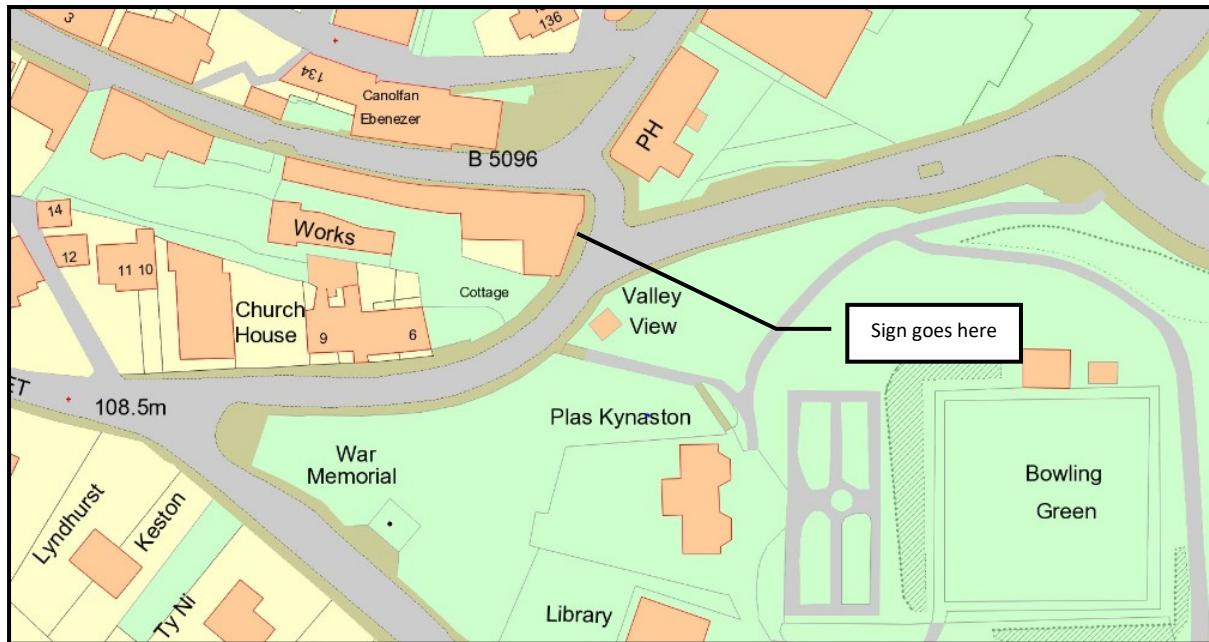 3
136
134
Canolfan
Ebenezer
B 5096
PH
14
12
11
10
Works
Church
House
9
6
Cottage
Valley
View
Sign goes here
ET
108.5m
War
Memorial
Plas Kynaston
Bowling
Green
Lyndhurst
Keston
Ty Ni
Library